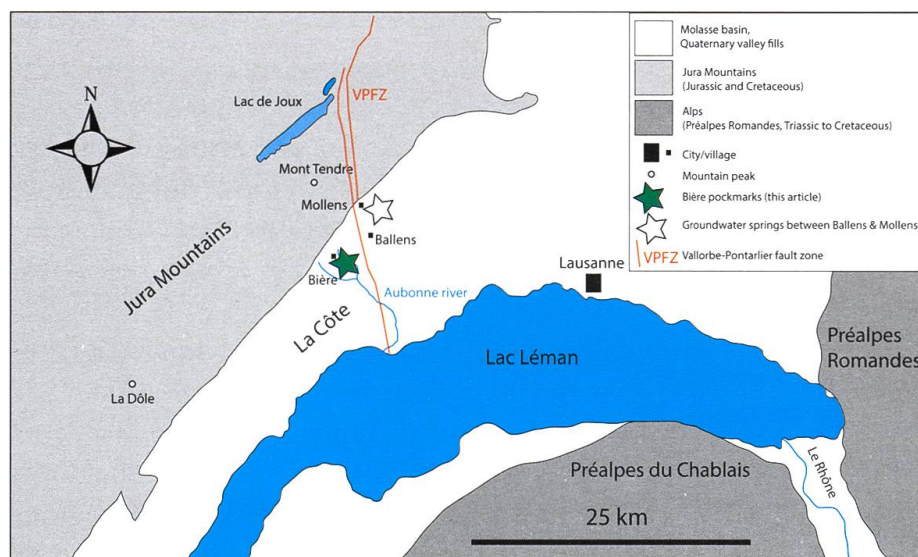 N
Lac de Joux
VPFZ
Mont Tendre
Mollens
Ballens
Bière
Aubonne river
Jura Mountains
La Côte
Lausanne
Lac Léman
La Dôle
Préalpes
Romandes
Préalpes du Chablais
Le Rhône
25 km
Molasse basin,
Quaternary valley fills
Jura Mountains
(Jurassic and Cretaceous)
Alps
(Préalpes Romandes, Triassic to Cretaceous)
City/village
Mountain peak
Bière pockmarks (this article)
Groundwater springs between Ballens & Mollens
VPFZ Vallorbe-Pontarlier fault zone